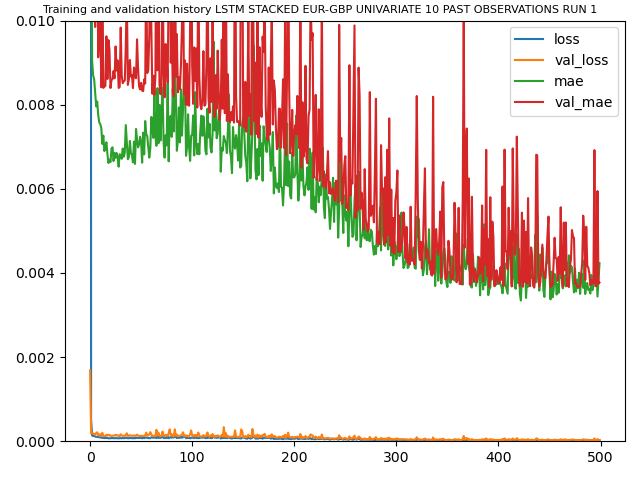 Training and validation history LSTM STACKED EUR-GBP UNIVARIATE 10 PAST OBSERVATIONS RUN 1
0.010
0.008
0.006
0.004
0.002
0.000
0
100
200
300
400
500
loss
val_loss
mae
val_mae